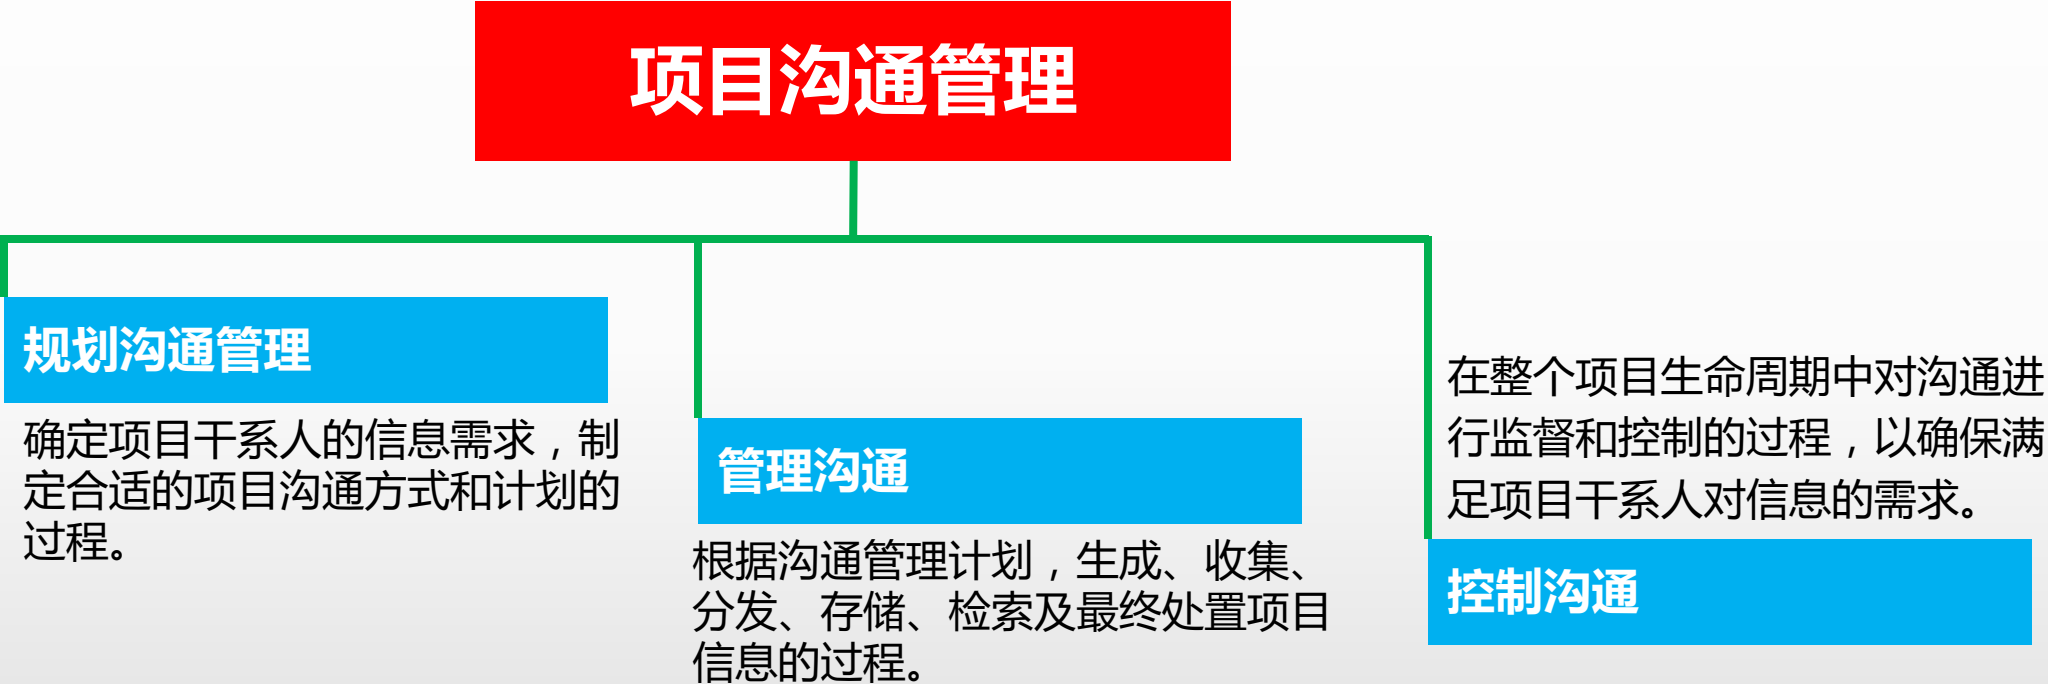 项目沟通管理
规划沟通管理
确定项目干系人的信息需求，制
定合适的项目沟通方式和计划的
过程。
管理沟通
根据沟通管理计划，生成、收集、
分发、存储、检索及最终处置项目
信息的过程。
在整个项目生命周期中对沟通进
行监督和控制的过程，以确保满
足项目干系人对信息的需求。
控制沟通